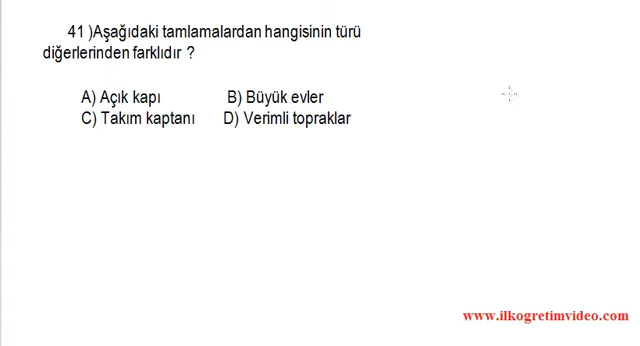 41 )Aşağıdaki tamlamalardan hangisinin türü
diğerlerinden farklıdır ?
A) Açık kapı B) Büyük evler
C) Takım kaptanı D) Verimli topraklar
www.ilkogretimvideo.com